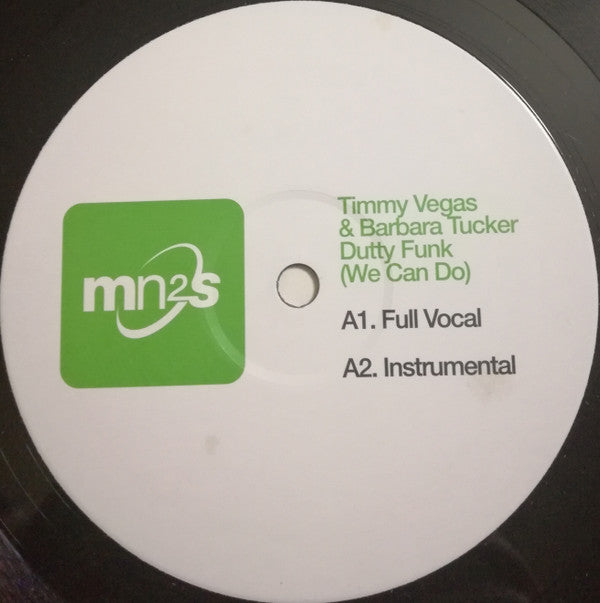 mn2s
Timmy Vegas
& Barbara Tucker
Dutty Funk
(We Can Do)
A1. Full Vocal
A2. Instrumental